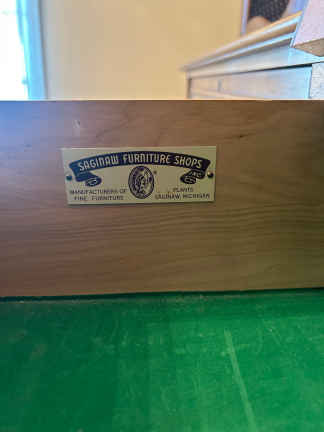 SAGINAW FURNITURE SHOPS
INC
MANUFACTURERS OF
FINE FURNITURE
PLANTS
SAGINAW, MICHIGAN